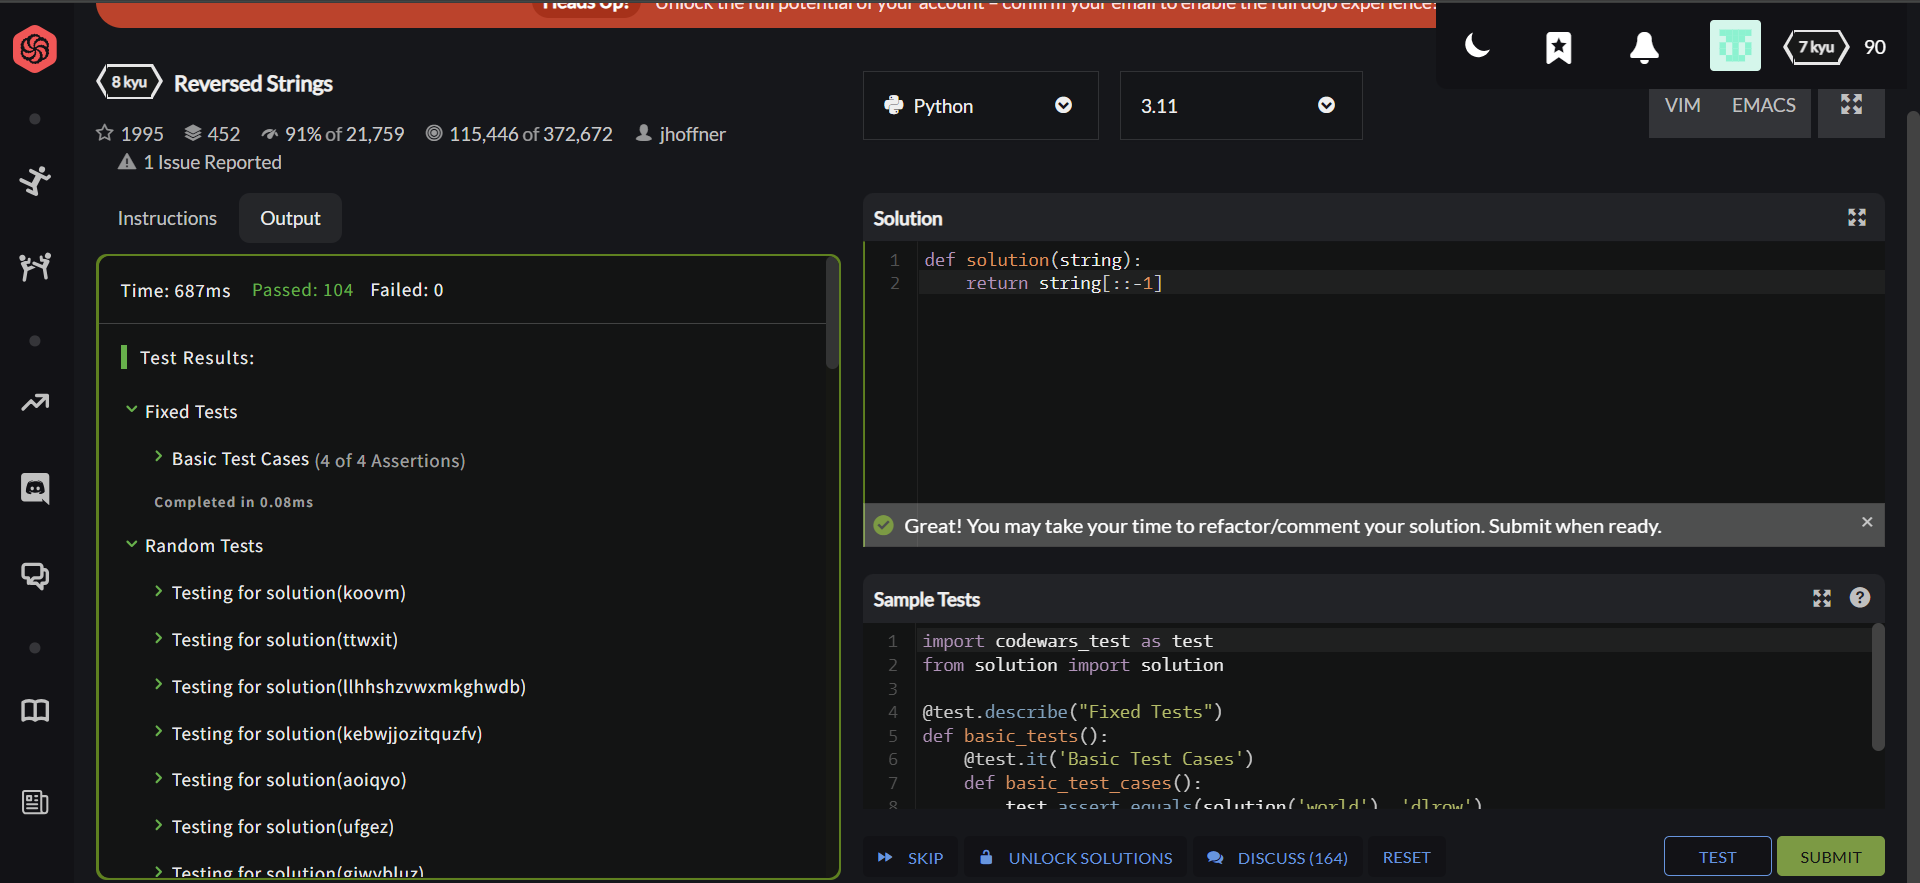 Heads Up! Unlock the full potential of your account – confirm your email to enable the full dojo experience!
7 kyu 90
8 kyu Reversed Strings
1995 452 91% of 21,759 115,446 of 372,672 jhoffner
1 Issue Reported
Python 3.11 VIM EMACS
Instructions Output
Time: 687ms Passed: 104 Failed: 0
Test Results:
Fixed Tests
Basic Test Cases (4 of 4 Assertions)
Completed in 0.08ms
Random Tests
Testing for solution(koovm)
Testing for solution(ttwxit)
Testing for solution(llhhshzvwxmkghwdb)
Testing for solution(kebwjjozitquzfv)
Testing for solution(aoiqyo)
Testing for solution(ufgez)
Testing for
Solution
1 def solution(string):
2 return string[::-1]
Great! You may take your time to refactor/comment your solution. Submit when ready.
Sample Tests
1 import codewars_test as test
2 from solution import solution
3
4 @test.describe("Fixed Tests")
5 def basic_tests():
6 @test.it('Basic Test Cases')
7 def basic_test_cases():
8 test.assert_equals(solution('world'), 'dlrow')
SKIP UNLOCK SOLUTIONS DISCUSS (164) RESET TEST SUBMIT